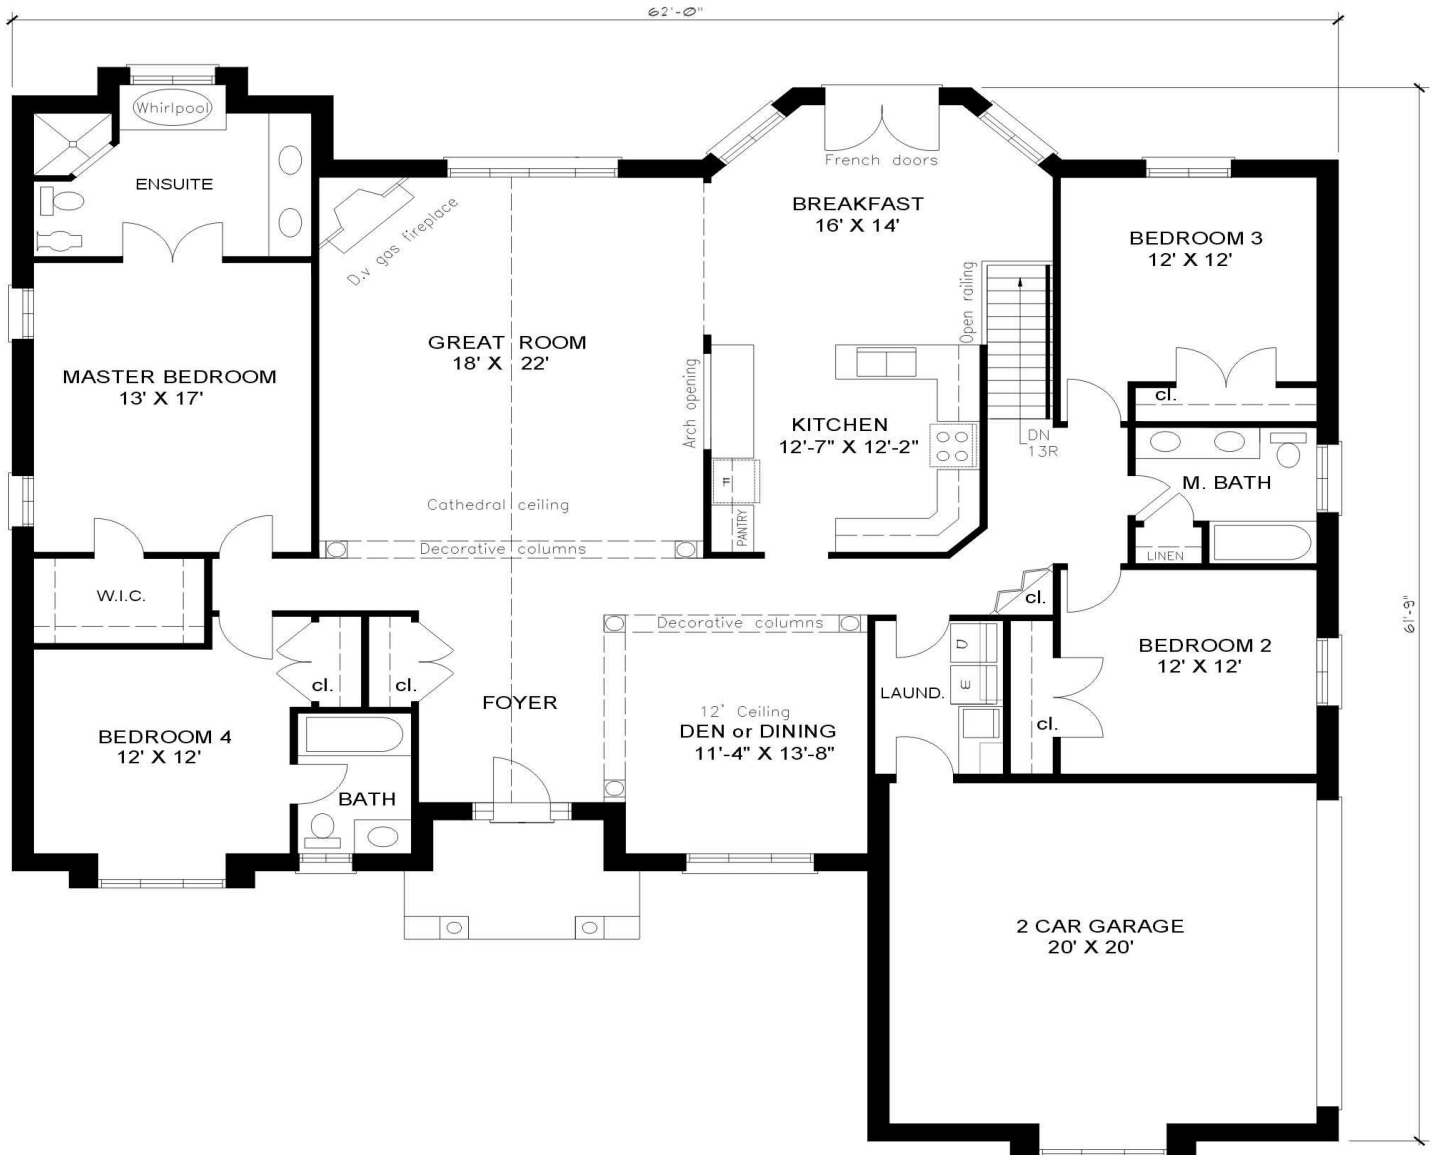 62'-0"
Whirlpool
ENSUITE
French doors
BREAKFAST
16' X 14'
BEDROOM 3
12' X 12'
D.v gas fireplace
Open railing
GREAT ROOM
18' X 22'
MASTER BEDROOM
13' X 17'
Arch opening
cl.
KITCHEN
12'-7" X 12'-2"
DN
13R
F
M. BATH
Cathedral ceiling
PANTRY
Decorative columns
LINEN
W.I.C.
cl.
61'-9"
Decorative columns
D
BEDROOM 2
12' X 12'
cl.
cl.
W
LAUND.
FOYER
12' Ceiling
DEN or DINING
11'-4" X 13'-8"
cl.
BEDROOM 4
12' X 12'
BATH
2 CAR GARAGE
20' X 20'